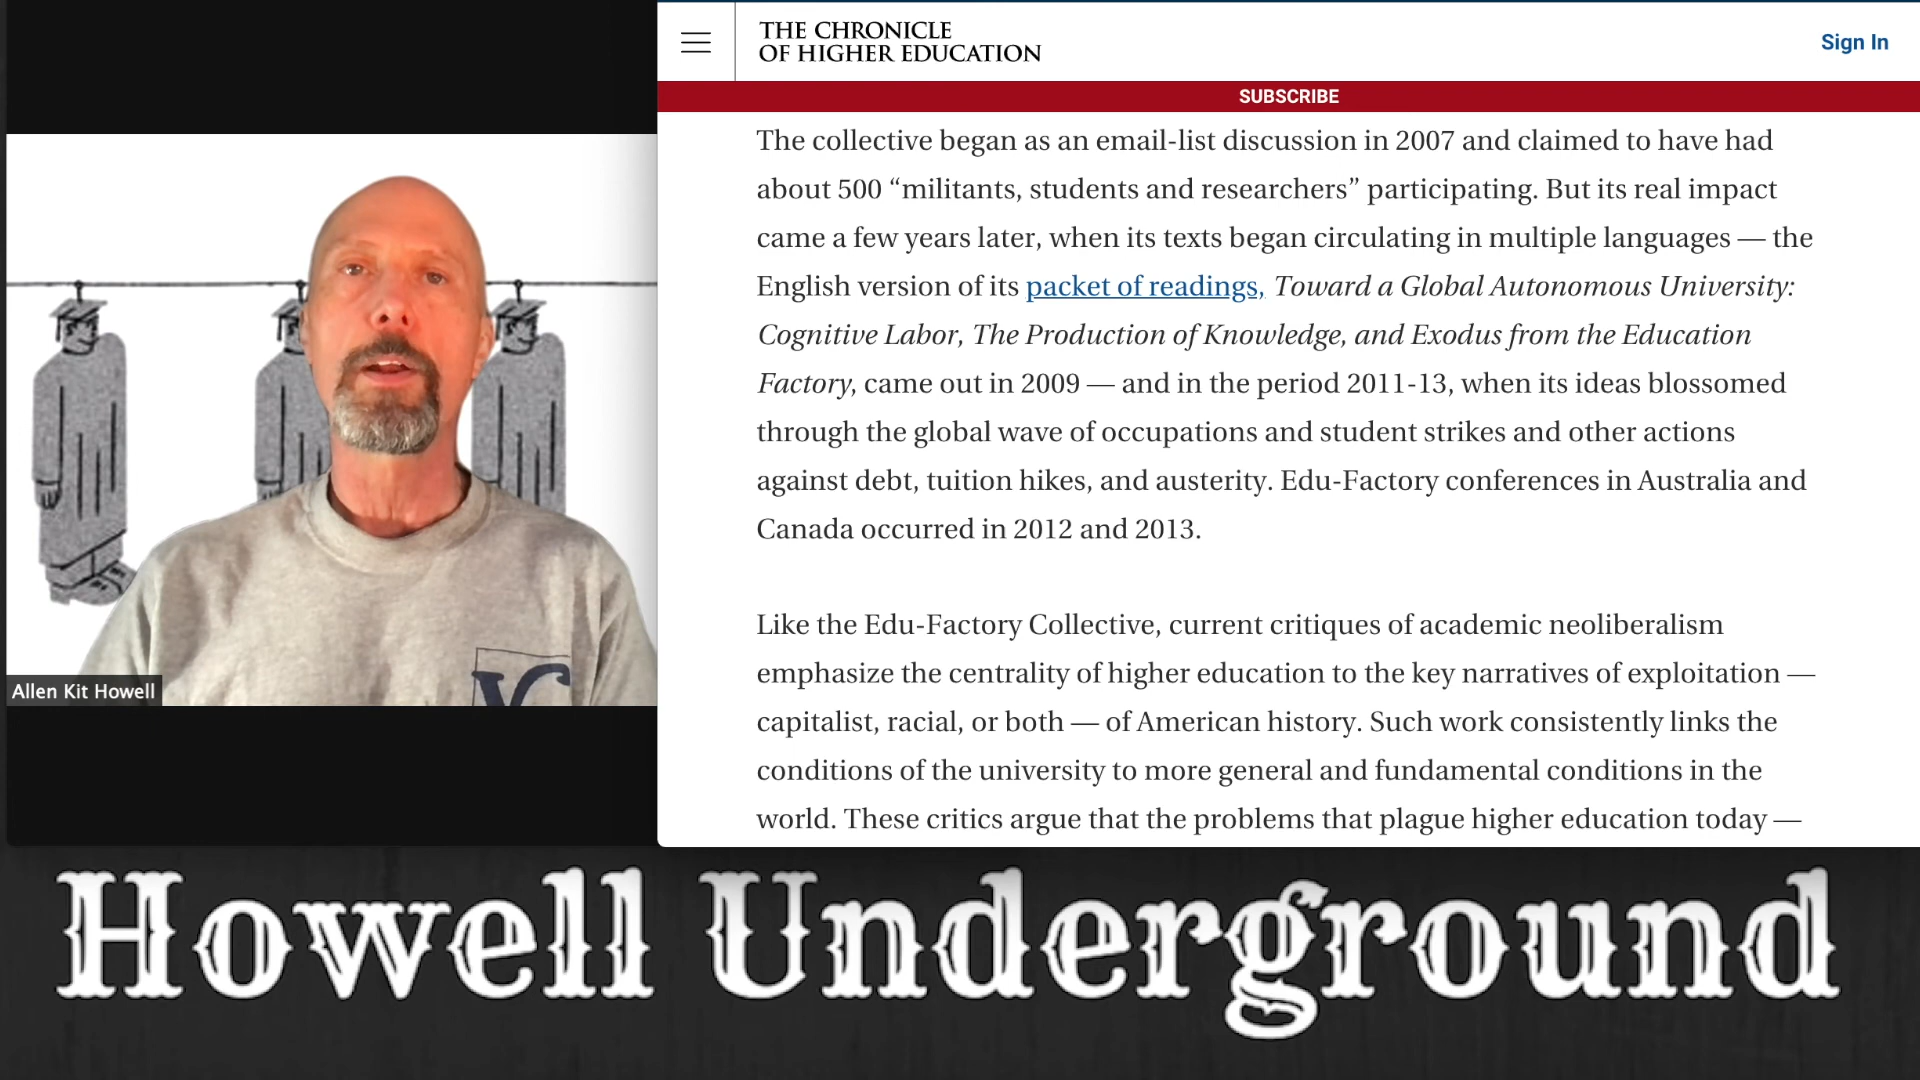 THE CHRONICLE
OF HIGHER EDUCATION
Sign In
SUBSCRIBE
The collective began as an email-list discussion in 2007 and claimed to have had
about 500 “militants, students and researchers” participating. But its real impact
came a few years later, when its texts began circulating in multiple languages — the
English version of its packet of readings, Toward a Global Autonomous University:
Cognitive Labor, The Production of Knowledge, and Exodus from the Education
Factory, came out in 2009 — and in the period 2011-13, when its ideas blossomed
through the global wave of occupations and student strikes and other actions
against debt, tuition hikes, and austerity. Edu-Factory conferences in Australia and
Canada occurred in 2012 and 2013.
Like the Edu-Factory Collective, current critiques of academic neoliberalism
emphasize the centrality of higher education to the key narratives of exploitation —
capitalist, racial, or both — of American history. Such work consistently links the
conditions of the university to more general and fundamental conditions in the
world. These critics argue that the problems that plague higher education today —
Allen Kit Howell
Howell Underground